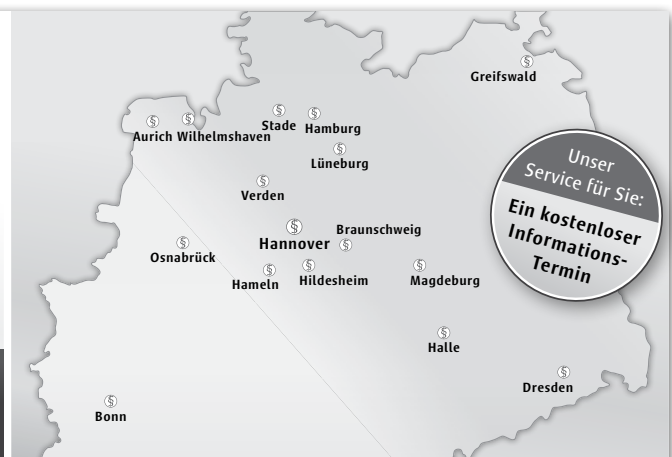 §
Greifswald
§ § § §
Aurich Wilhelmshaven Stade Hamburg
§
Lüneburg
§
Verden
§
Hannover
§
Braunschweig
§
Osnabrück
§
Hameln
§
Hildesheim
§
Magdeburg
§
Halle
§
Dresden
§
Bonn
Unser
Service für Sie:
Ein kostenloser
Informations-
Termin